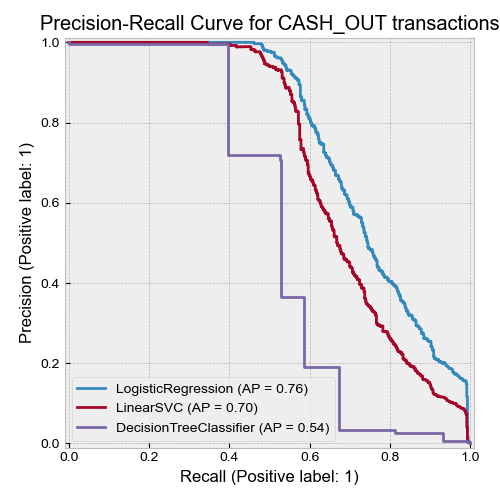 Precision-Recall Curve for CASH_OUT transactions
Precision (Positive label: 1)
1.0
0.8
0.6
0.4
0.2
0.0
LogisticRegression (AP = 0.76)
LinearSVC (AP = 0.70)
DecisionTreeClassifier (AP = 0.54)
0.0 0.2 0.4 0.6 0.8 1.0
Recall (Positive label: 1)